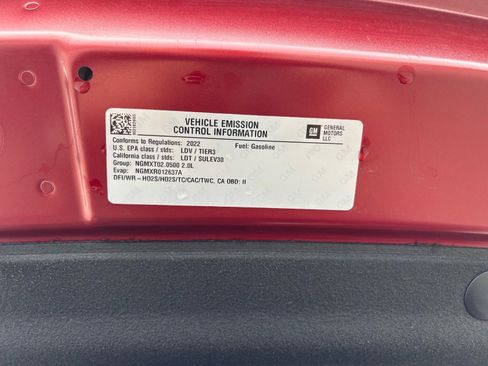 VEHICLE EMISSION
CONTROL INFORMATION
GM
GENERAL
MOTORS
LLC
Conforms to Regulations: 2022
Fuel: Gasoline
U.S. EPA class / stds: LDV / TIER3
California class / stds: LDT / SULEV30
Group: NGMXT02.0500 2.0L
Evap: NGMXR012637A
DFI/WR – HO2S/HO2S/TC/CAC/TWC, CA OBD: II